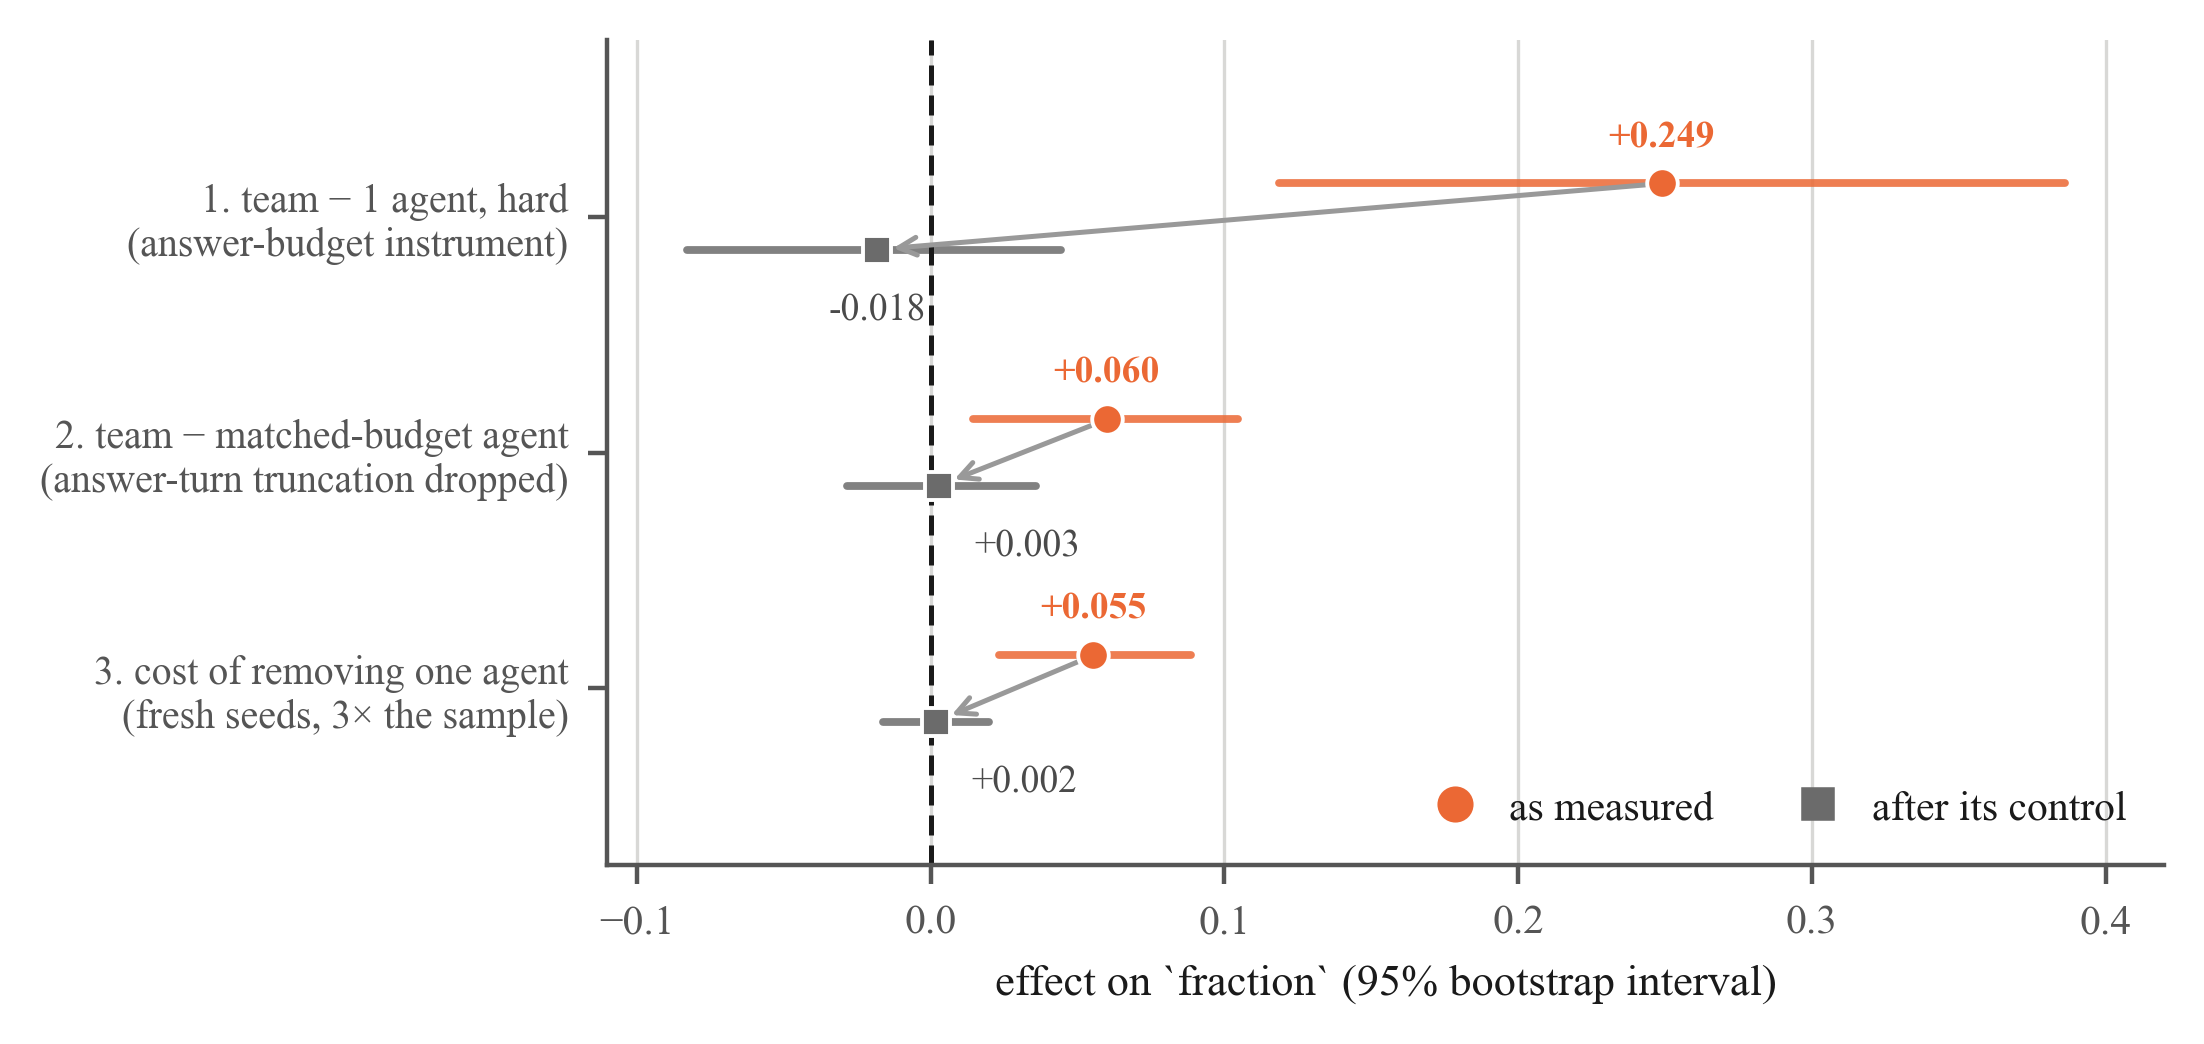 +0.249
1. team − 1 agent, hard
(answer-budget instrument)
-0.018
+0.060
2. team − matched-budget agent
(answer-turn truncation dropped)
+0.003
+0.055
3. cost of removing one agent
(fresh seeds, 3× the sample)
+0.002
as measured
after its control
−0.1 0.0 0.1 0.2 0.3 0.4
effect on `fraction` (95% bootstrap interval)